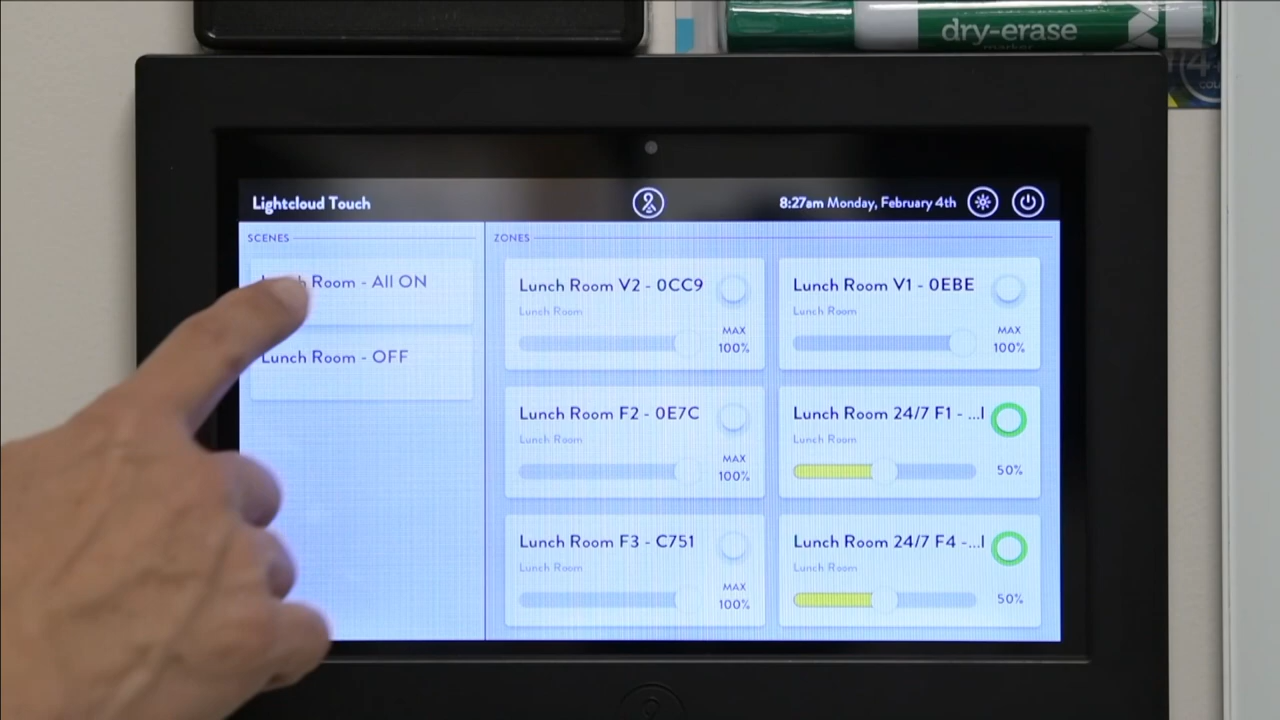 dry-erase
marker
Lightcloud Touch
8:27am Monday, February 4th
SCENES
Lunch Room - All ON
Lunch Room - OFF
ZONES
Lunch Room V2 - 0CC9
Lunch Room
MAX
100%
Lunch Room V1 - 0EBE
Lunch Room
MAX
100%
Lunch Room F2 - 0E7C
Lunch Room
MAX
100%
Lunch Room 24/7 F1 - ...l
Lunch Room
50%
Lunch Room F3 - C751
Lunch Room
MAX
100%
Lunch Room 24/7 F4 -...l
Lunch Room
50%